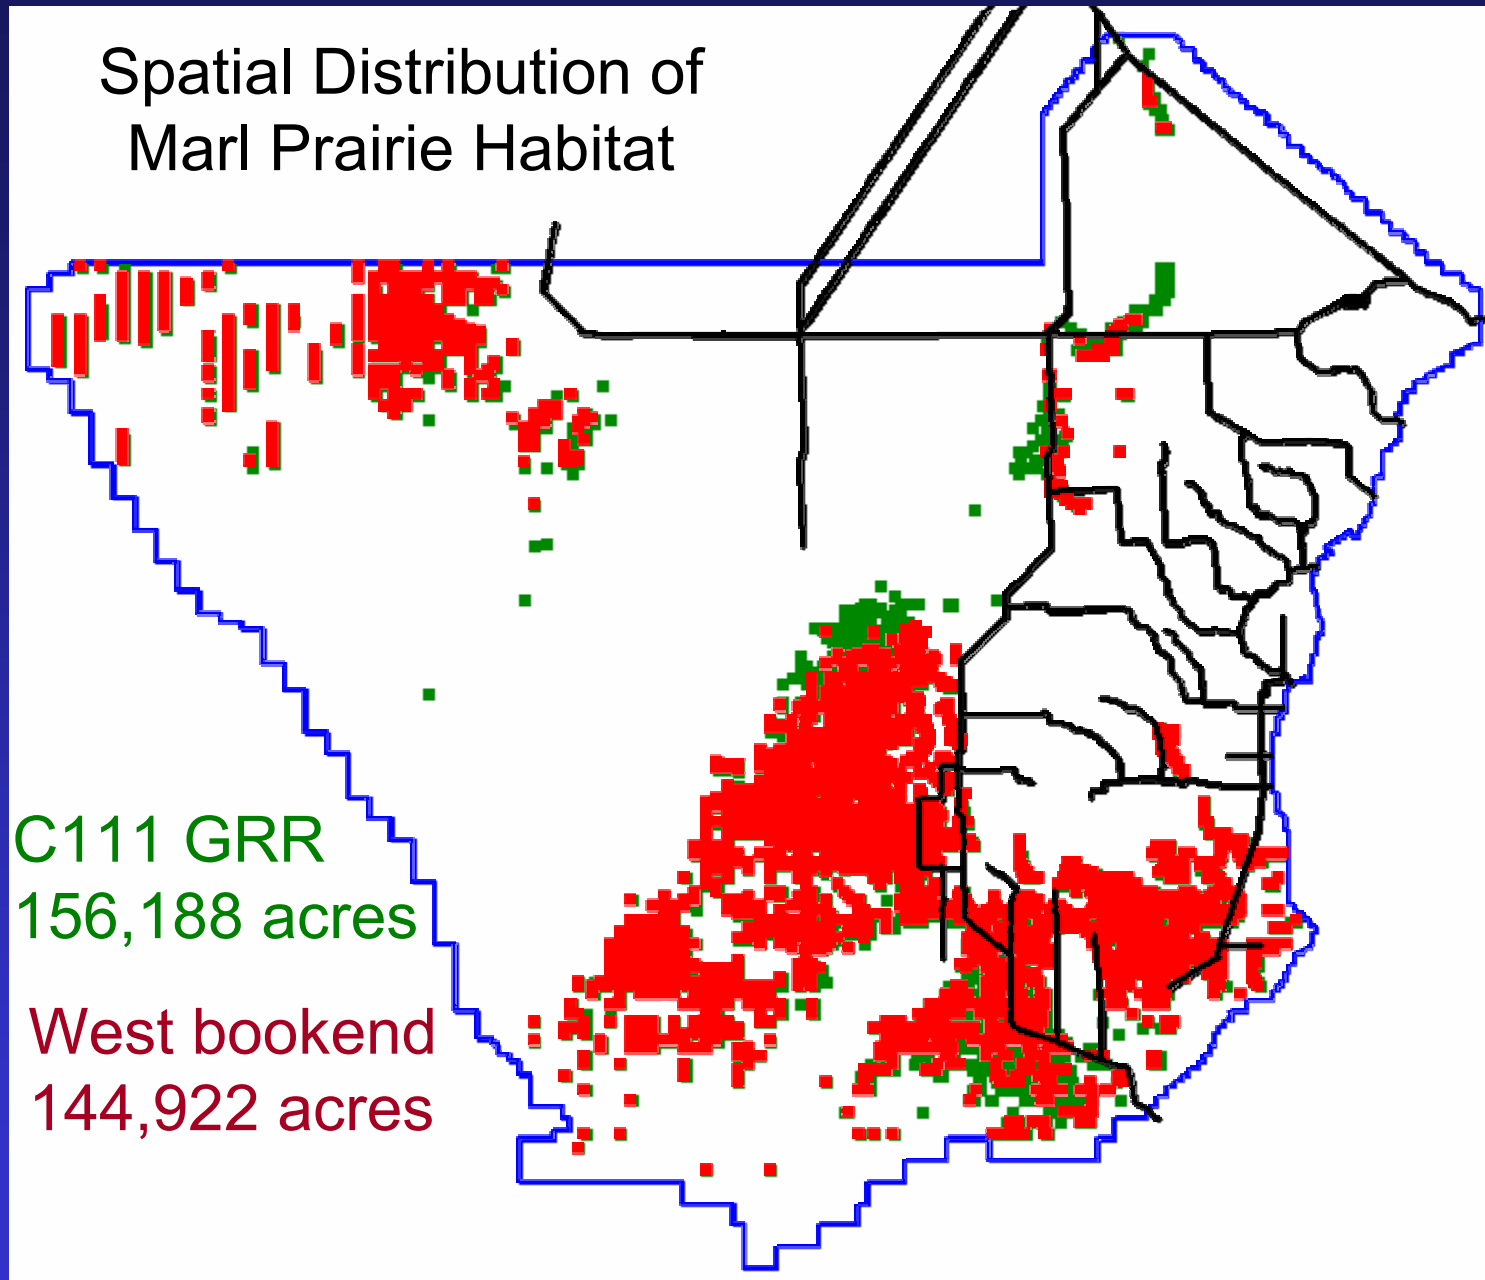 Spatial Distribution of
Marl Prairie Habitat
C111 GRR
156,188 acres
West bookend
144,922 acres